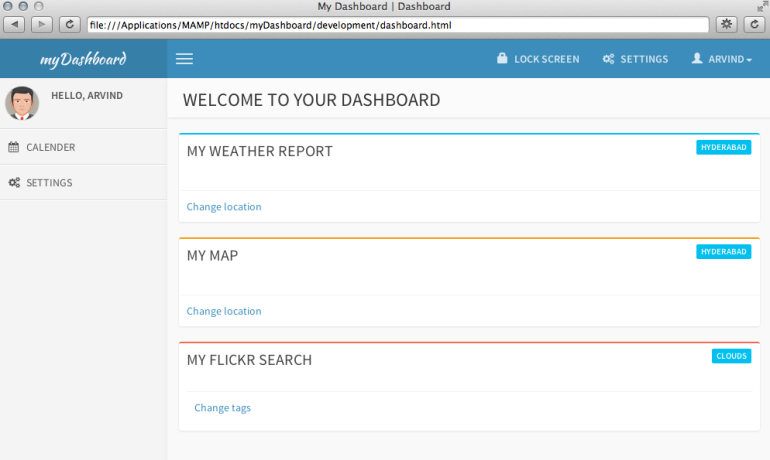 My Dashboard | Dashboard
file:///Applications/MAMP/htdocs/myDashboard/development/dashboard.html
myDashboard
LOCK SCREEN
SETTINGS
ARVIND
HELLO, ARVIND
CALENDER
SETTINGS
WELCOME TO YOUR DASHBOARD
MY WEATHER REPORT
HYDERABAD
Change location
MY MAP
HYDERABAD
Change location
MY FLICKR SEARCH
CLOUDS
Change tags